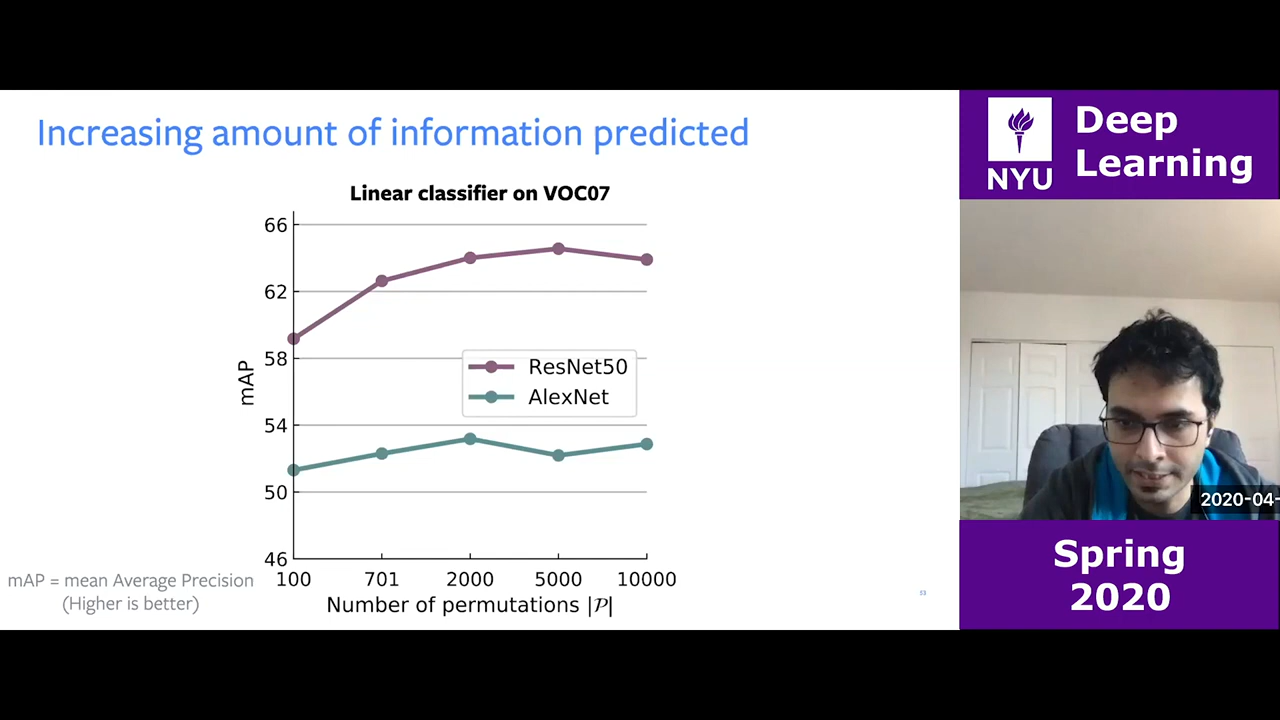 Increasing amount of information predicted
Linear classifier on VOC07
66
62
58
54
50
46
mAP
ResNet50
AlexNet
100 701 2000 5000 10000
Number of permutations |𝒫|
mAP = mean Average Precision
(Higher is better)
53
NYU
Deep
Learning
2020-04-
Spring
2020